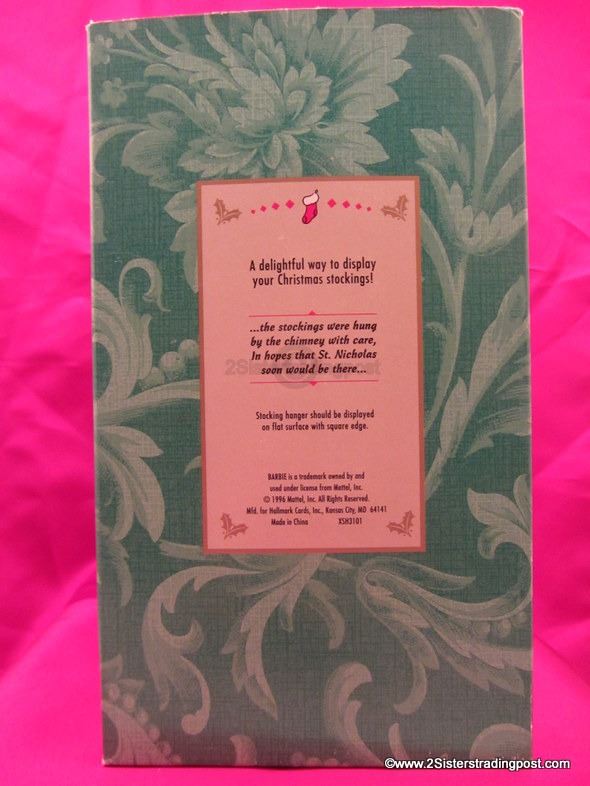 A delightful way to display
your Christmas stockings!
...the stockings were hung
by the chimney with care,
In hopes that St. Nicholas
soon would be there...
Stocking hanger should be displayed
on flat surface with square edge.
BARBIE is a trademark owned by and
used under license from Mattel, Inc.
© 1996 Mattel, Inc. All Rights Reserved.
Mfd. for Hallmark Cards, Inc., Kansas City, MO 64141
Made in China XSH3101
©www.2Sisterstradingpost.com